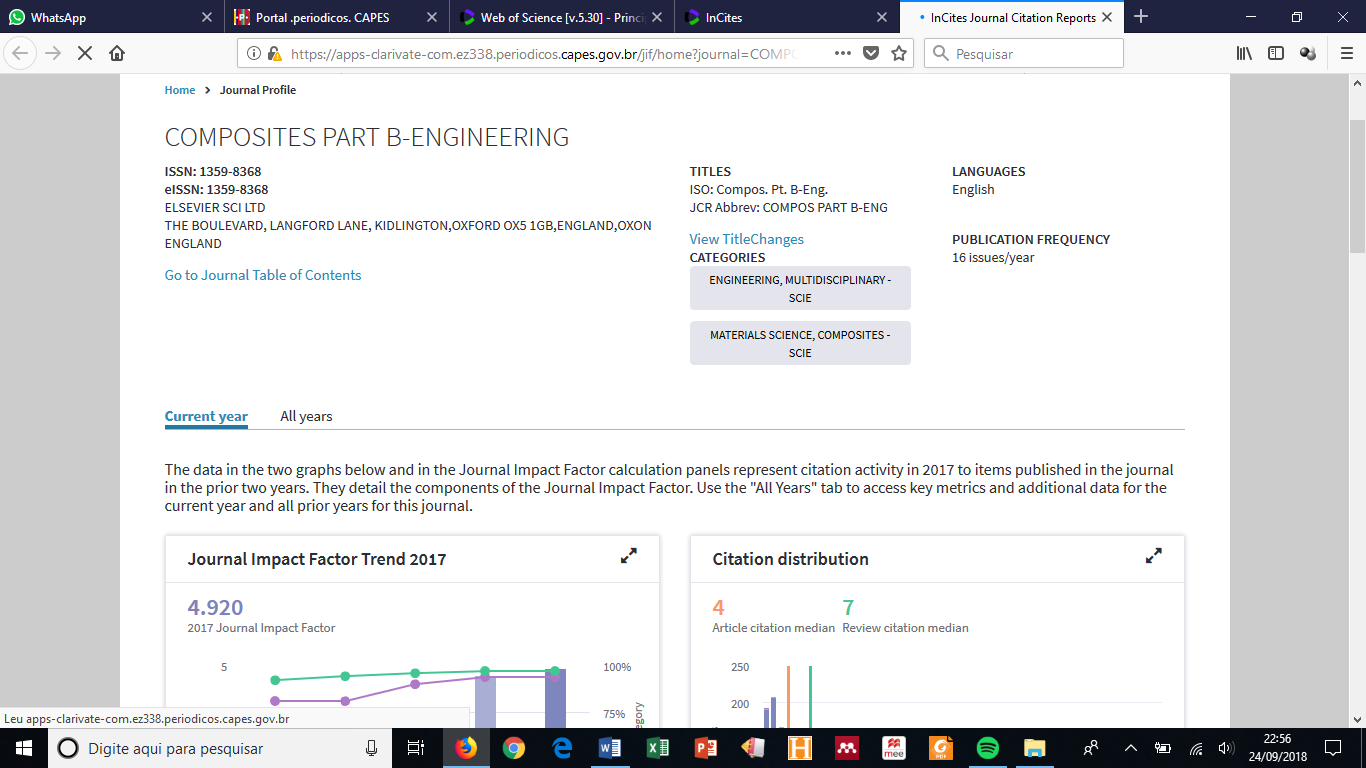 WhatsApp
Portal .periodicos. CAPES
Web of Science [v.5.30] - Princi
InCites
InCites Journal Citation Reports
https://apps-clarivate-com.ez338.periodicos.capes.gov.br/jif/home?journal=COMPO
Pesquisar
Home > Journal Profile
COMPOSITES PART B-ENGINEERING
ISSN: 1359-8368
eISSN: 1359-8368
ELSEVIER SCI LTD
THE BOULEVARD, LANGFORD LANE, KIDLINGTON,OXFORD OX5 1GB,ENGLAND,OXON
ENGLAND
Go to Journal Table of Contents
TITLES
ISO: Compos. Pt. B-Eng.
JCR Abbrev: COMPOS PART B-ENG
View TitleChanges
CATEGORIES
ENGINEERING, MULTIDISCIPLINARY -
SCIE
MATERIALS SCIENCE, COMPOSITES -
SCIE
LANGUAGES
English
PUBLICATION FREQUENCY
16 issues/year
Current year
All years
The data in the two graphs below and in the Journal Impact Factor calculation panels represent citation activity in 2017 to items published in the journal
in the prior two years. They detail the components of the Journal Impact Factor. Use the "All Years" tab to access key metrics and additional data for the
current year and all prior years for this journal.
Journal Impact Factor Trend 2017
4.920
2017 Journal Impact Factor
5
100%
75%
Citation distribution
4
Article citation median
7
Review citation median
250
200
Leu apps-clarivate-com.ez338.periodicos.capes.gov.br
Digite aqui para pesquisar
mee
PDF
22:56
24/09/2018